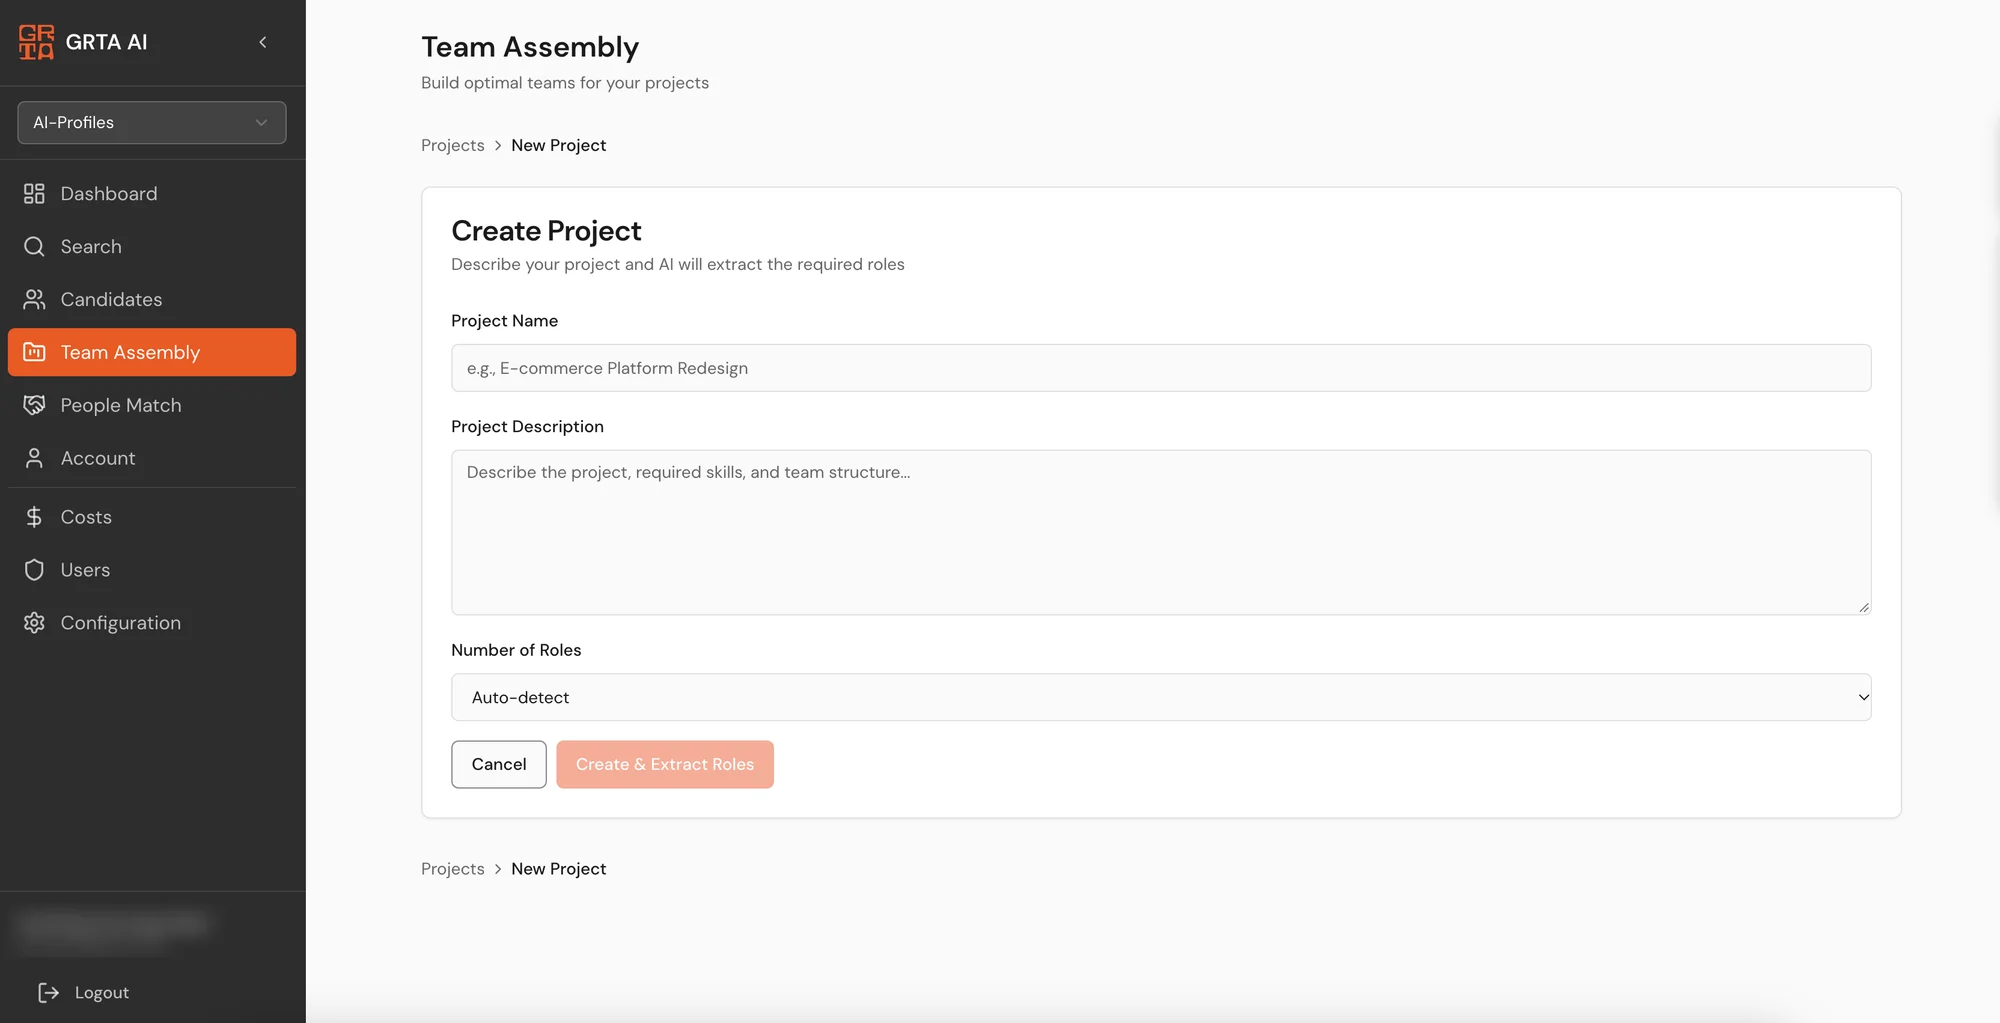 GRTA
GRTA AI
AI-Profiles
Dashboard
Search
Candidates
Team Assembly
People Match
Account
Costs
Users
Configuration
Logout
Team Assembly
Build optimal teams for your projects
Projects > New Project
Create Project
Describe your project and AI will extract the required roles
Project Name
e.g., E-commerce Platform Redesign
Project Description
Describe the project, required skills, and team structure...
Number of Roles
Auto-detect
Cancel
Create & Extract Roles
Projects > New Project